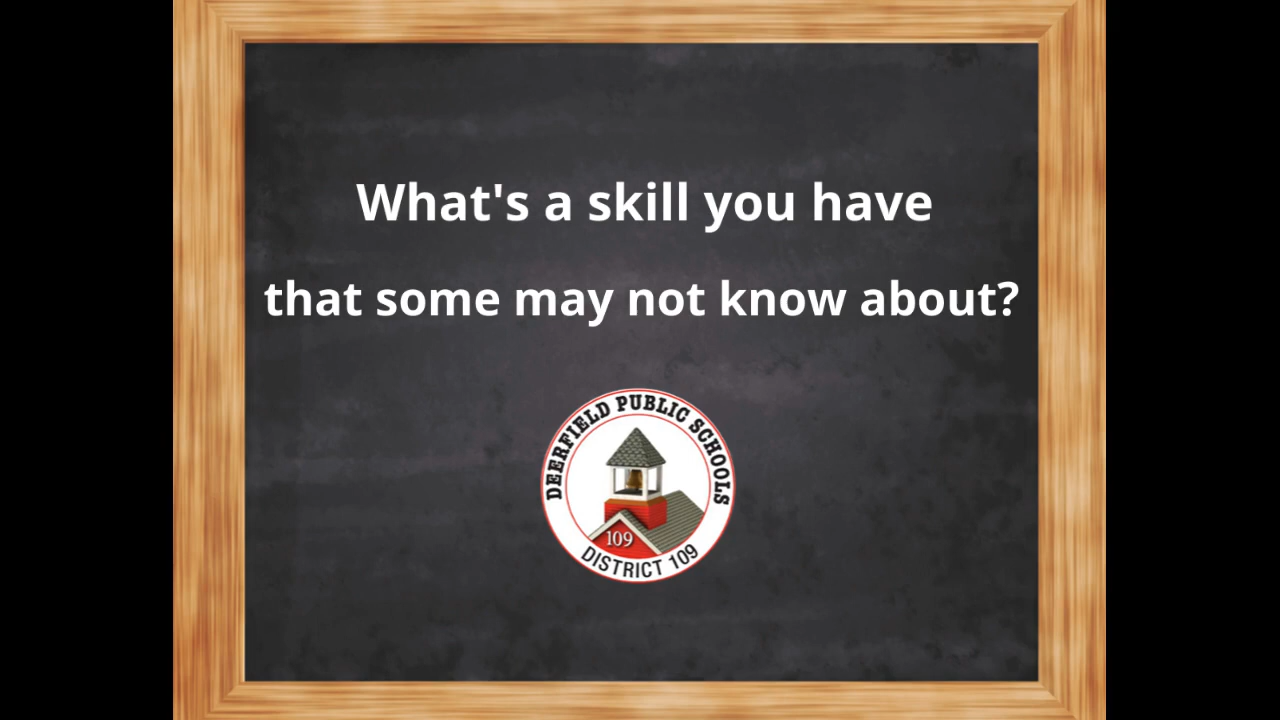 What's a skill you have
that some may not know about?
DEERFIELD PUBLIC SCHOOLS
109
DISTRICT 109